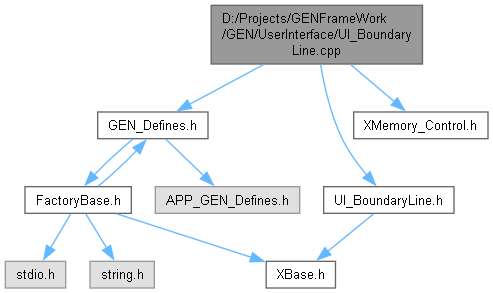 D:/Projects/GENFrameWork
/GEN/UserInterface/UI_Boundary
Line.cpp
GEN_Defines.h
XMemory_Control.h
FactoryBase.h
APP_GEN_Defines.h
UI_BoundaryLine.h
stdio.h
string.h
XBase.h